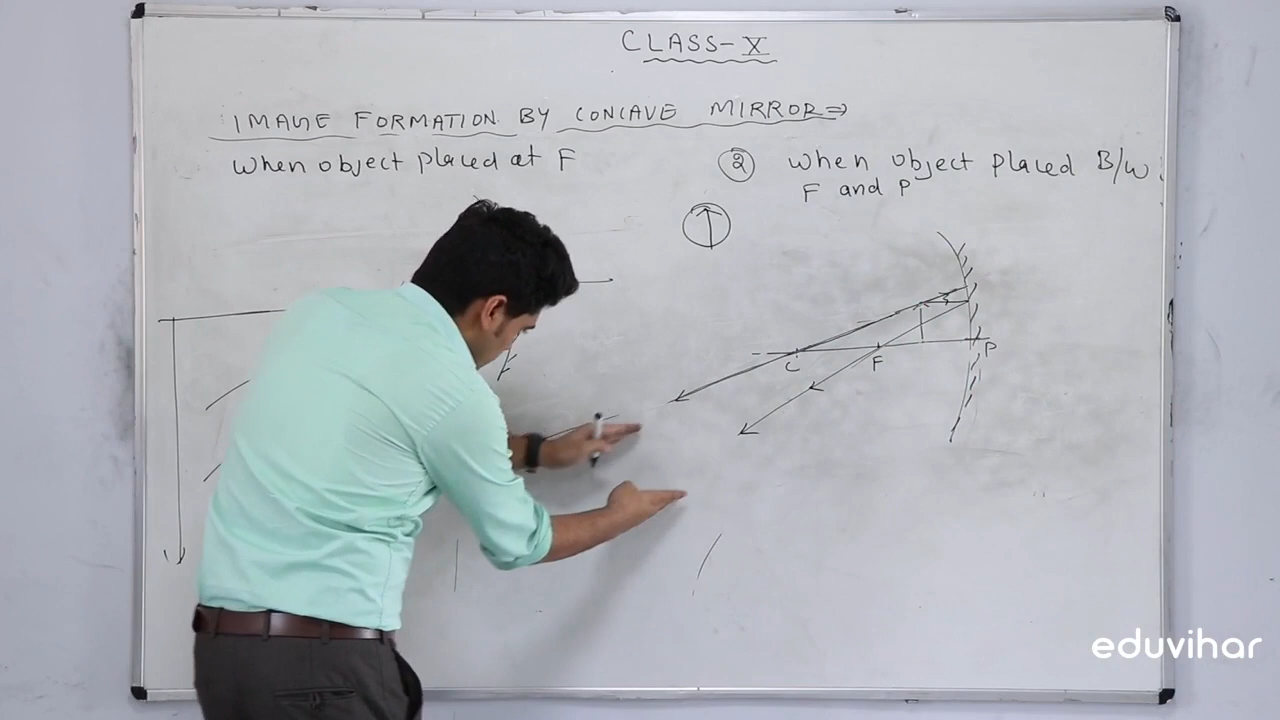 CLASS-X
IMAGE FORMATION BY CONCAVE MIRROR⇒
When object placed at F
② When object placed B/W
F and P
C F P
F
eduvihar